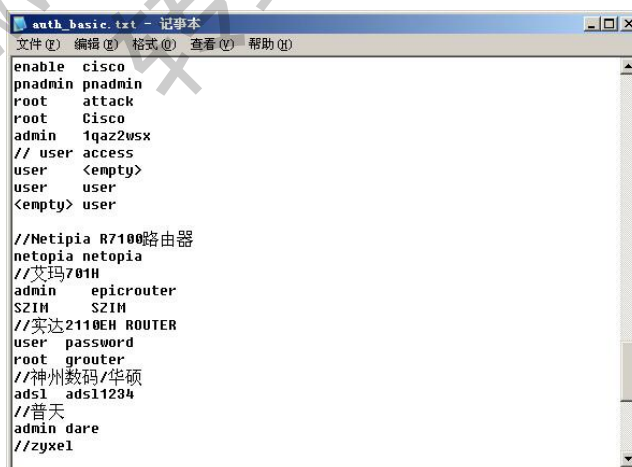 auth_basic.txt - 记事本
文件(F) 编辑(E) 格式(O) 查看(V) 帮助(H)
enable cisco
pnadmin pnadmin
root attack
root Cisco
admin 1qaz2wsx
// user access
user <empty>
user user
<empty> user
//Netipia R7100路由器
netopia netopia
//艾玛701H
admin epicrouter
SZIM SZIM
//实达2110EH ROUTER
user password
root grouter
//神州数码/华硕
adsl adsl1234
//普天
admin dare
//zyxel